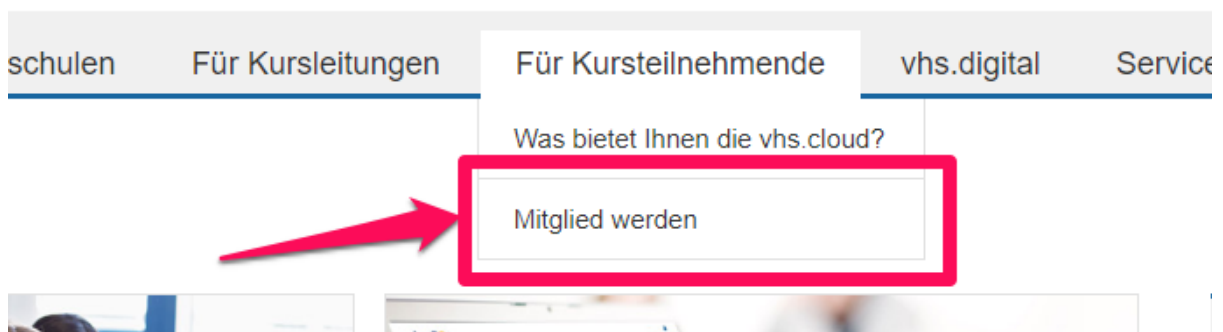 schulen Für Kursleitungen Für Kursteilnehmende vhs.digital Service
Was bietet Ihnen die vhs.cloud?
Mitglied werden